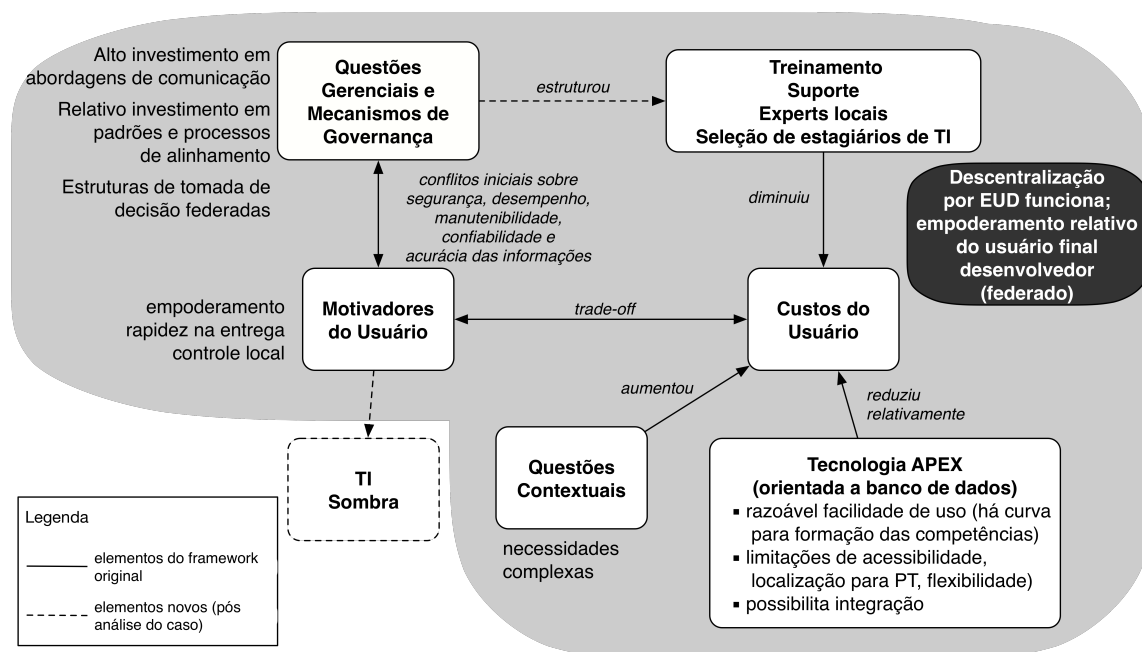 Alto investimento em
abordagens de comunicação
Relativo investimento em
padrões e processos
de alinhamento
Estruturas de tomada de
decisão federadas
Questões
Gerenciais e
Mecanismos de
Governança
estruturou
Treinamento
Suporte
Experts locais
Seleção de estagiários de TI
conflitos iniciais sobre
segurança, desempenho,
manutenibilidade,
confiabilidade e
acurácia das informações
diminuiu
Descentralização
por EUD funciona;
empoderamento relativo
do usuário final
desenvolvedor
(federado)
empoderamento
rapidez na entrega
controle local
Motivadores
do Usuário
trade-off
Custos do
Usuário
aumentou
reduziu
relativamente
TI
Sombra
Questões
Contextuais
necessidades
complexas
Tecnologia APEX
(orientada a banco de dados)
▪ razoável facilidade de uso (há curva
para formação das competências)
▪ limitações de acessibilidade,
localização para PT, flexibilidade)
▪ possibilita integração
Legenda
elementos do framework
original
elementos novos (pós
análise do caso)